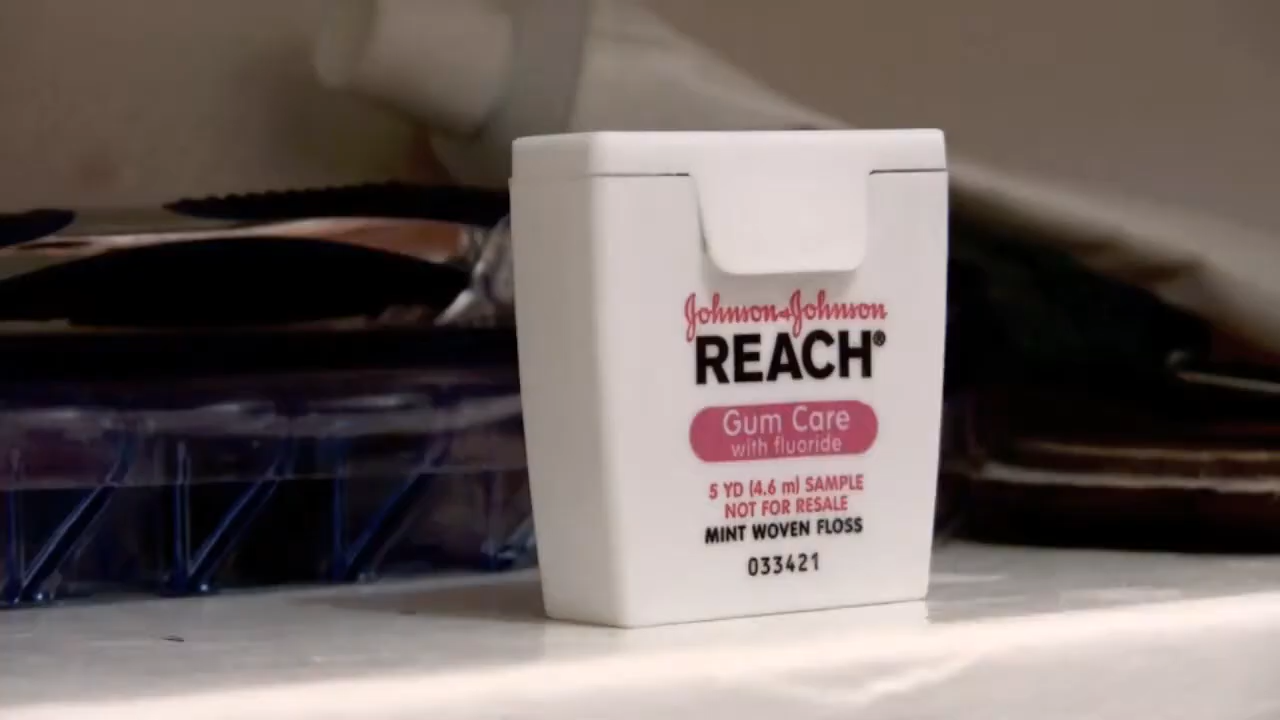 Johnson&Johnson
REACH®
Gum Care
with fluoride
5 YD (4.6 m) SAMPLE
NOT FOR RESALE
MINT WOVEN FLOSS
033421